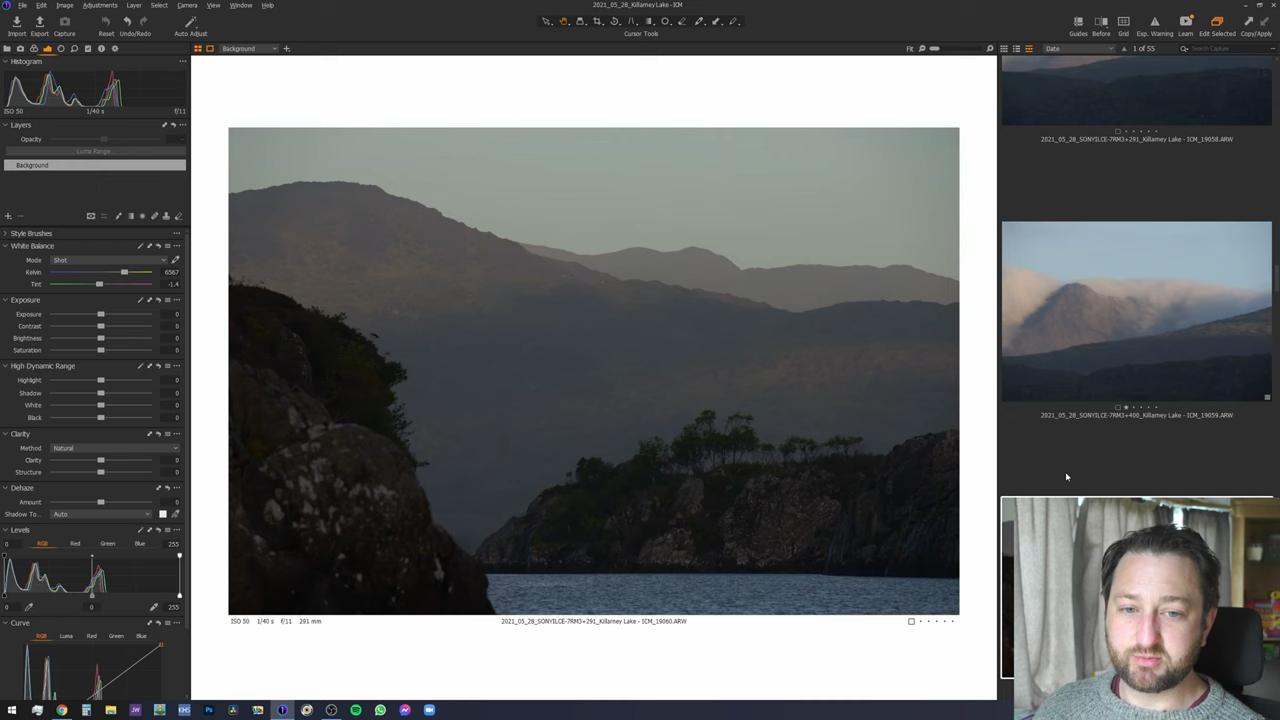 2021_05_28_Killarney Lake-ICM
File Edit Image Adjustments Layer Select Camera View Window Help
Import Export Capture Reset Undo/Redo Auto Adjust Cursor Tools Guides Before Grid Exp. Warning Learn Edit Selected Copy/Apply
Background Fit Date 1 of 55 Search Capture
Histogram
ISO 50 1/40 s f/11
Layers
Opacity
Luma Range...
Background
Style Brushes
White Balance
Mode Shot
Kelvin 6567
Tint -1.4
Exposure
Exposure 0
Contrast 0
Brightness 0
Saturation 0
High Dynamic Range
Highlight 0
Shadow 0
White 0
Black 0
Clarity
Method Natural
Clarity 0
Structure 0
Dehaze
Amount 0
Shadow To... Auto
Levels
0 RGB Red Green Blue 255
0 0 255
Curve
RGB Luma Red Green Blue
ISO 50 1/40 s f/11 291 mm 2021_05_28_SONYILCE-7RM3+291_Killarney Lake - ICM_19060.ARW
2021_05_28_SONYILCE-7RM3+291_Killarney Lake - ICM_19058.ARW
2021_05_28_SONYILCE-7RM3+400_Killarney Lake - ICM_19059.ARW